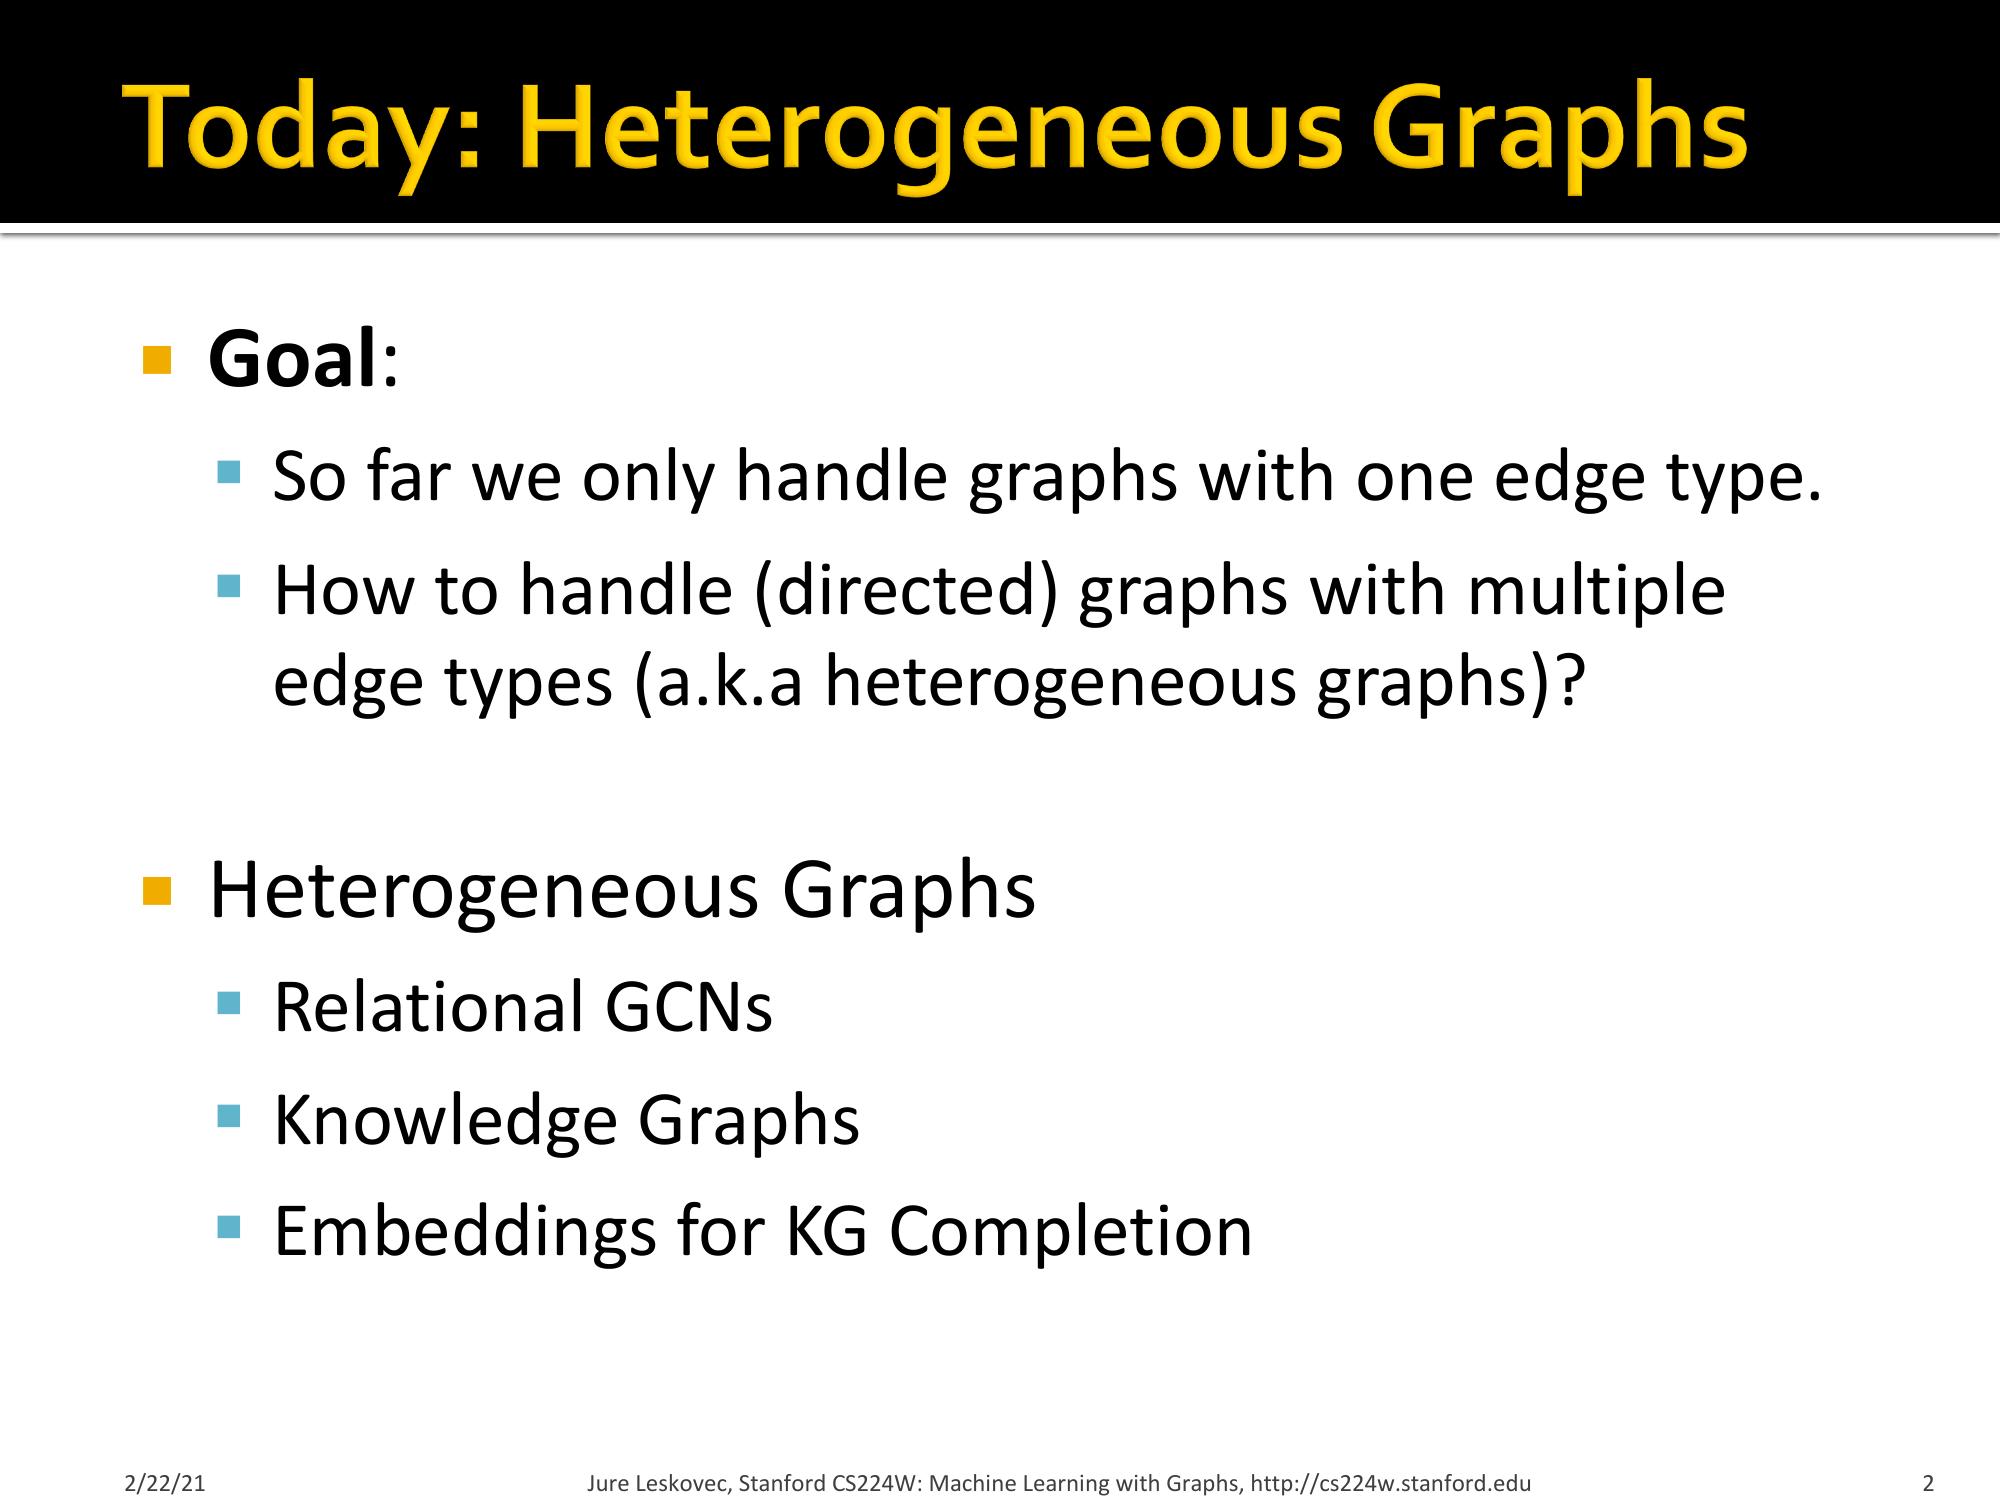 Today: Heterogeneous Graphs
Goal:
So far we only handle graphs with one edge type.
How to handle (directed) graphs with multiple
edge types (a.k.a heterogeneous graphs)?
Heterogeneous Graphs
Relational GCNs
Knowledge Graphs
Embeddings for KG Completion
2/22/21
Jure Leskovec, Stanford CS224W: Machine Learning with Graphs, http://cs224w.stanford.edu
2